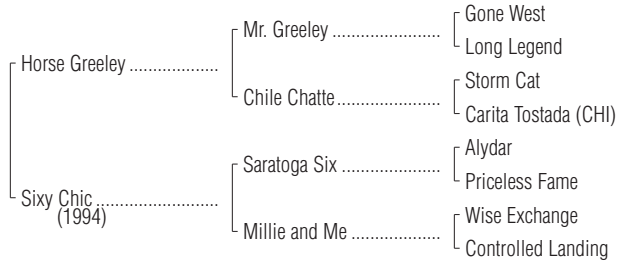 Gone West
Mr. Greeley ....................
Long Legend
Horse Greeley .................
Storm Cat
Chile Chatte...................
Carita Tostada (CHI)
Alydar
Saratoga Six ..................
Priceless Fame
Sixy Chic ......................
(1994)
Wise Exchange
Millie and Me .................
Controlled Landing